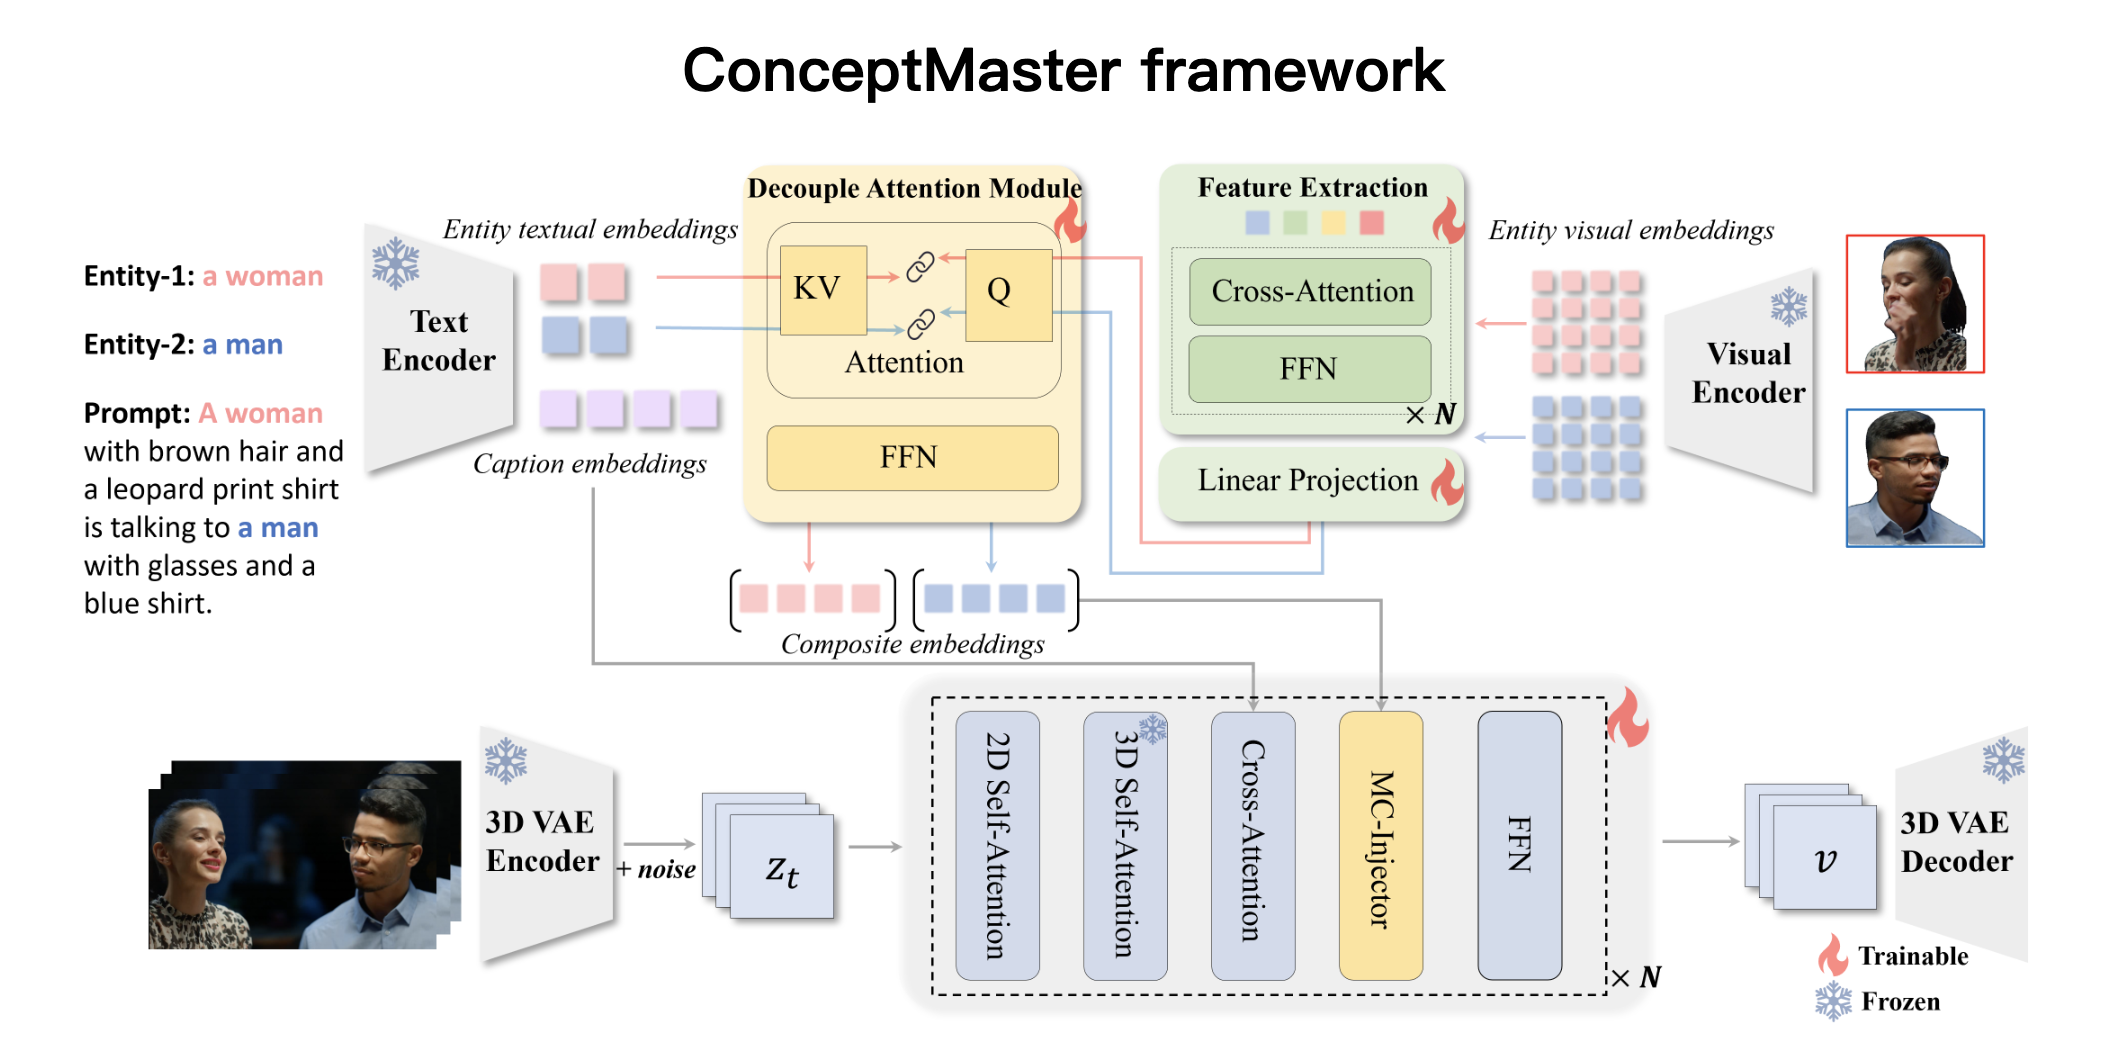 ConceptMaster framework
Entity-1: a woman
Entity-2: a man
Prompt: A woman
with brown hair and
a leopard print shirt
is talking to a man
with glasses and a
blue shirt.
Text
Encoder
Entity textual embeddings
Caption embeddings
Decouple Attention Module
KV
Q
Attention
FFN
Composite embeddings
Feature Extraction
Cross-Attention
FFN
× N
Linear Projection
Entity visual embeddings
Visual
Encoder
3D VAE
Encoder
+ noise
z_t
2D Self-Attention
3D Self-Attention
Cross-Attention
MC-Injector
FFN
× N
v
3D VAE
Decoder
Trainable
Frozen